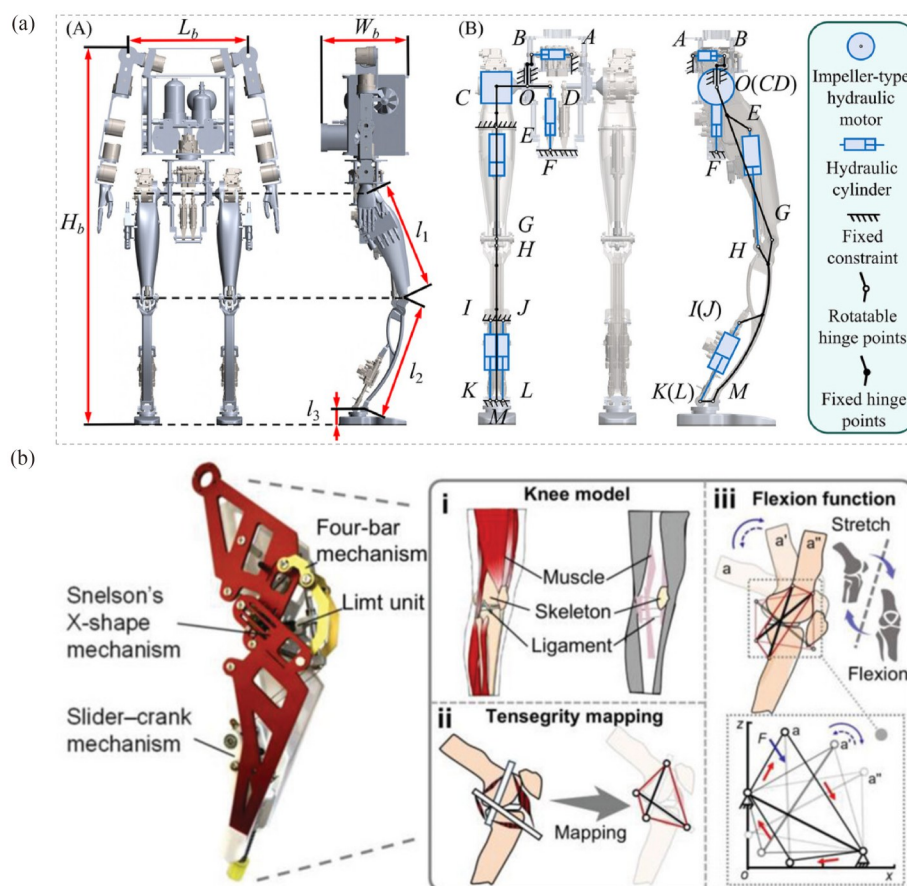 (a)
(A)
L_b
W_b
H_b
l_1
l_2
l_3
(B)
B
A
C
O
D
E
F
G
H
I
J
K
L
M
A
B
O(CD)
E
F
G
H
I(J)
K(L)
M
Impeller-type
hydraulic
motor
Hydraulic
cylinder
Fixed
constraint
Rotatable
hinge points
Fixed hinge
points
(b)
Four-bar
mechanism
Limt unit
Snelson's
X-shape
mechanism
Slider–crank
mechanism
i
Knee model
Muscle
Skeleton
Ligament
ii
Tensegrity mapping
Mapping
iii
Flexion function
a
a'
a"
Stretch
Flexion
z
F
a
a'
a"
o
x